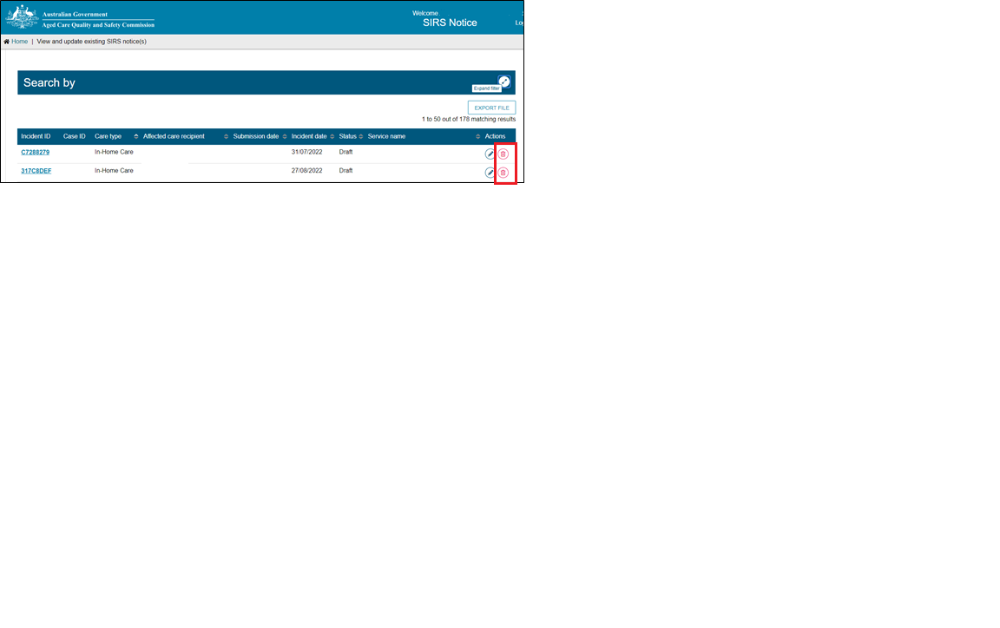 Australian Government
Aged Care Quality and Safety Commission
Welcome
SIRS Notice
Home | View and update existing SIRS notice(s)
Search by
Expand filter
EXPORT FILE
1 to 50 out of 178 matching results
Incident ID Case ID Care type Affected care recipient Submission date Incident date Status Service name Actions
C7288279 In-Home Care 31/07/2022 Draft
317C8DEF In-Home Care 27/08/2022 Draft